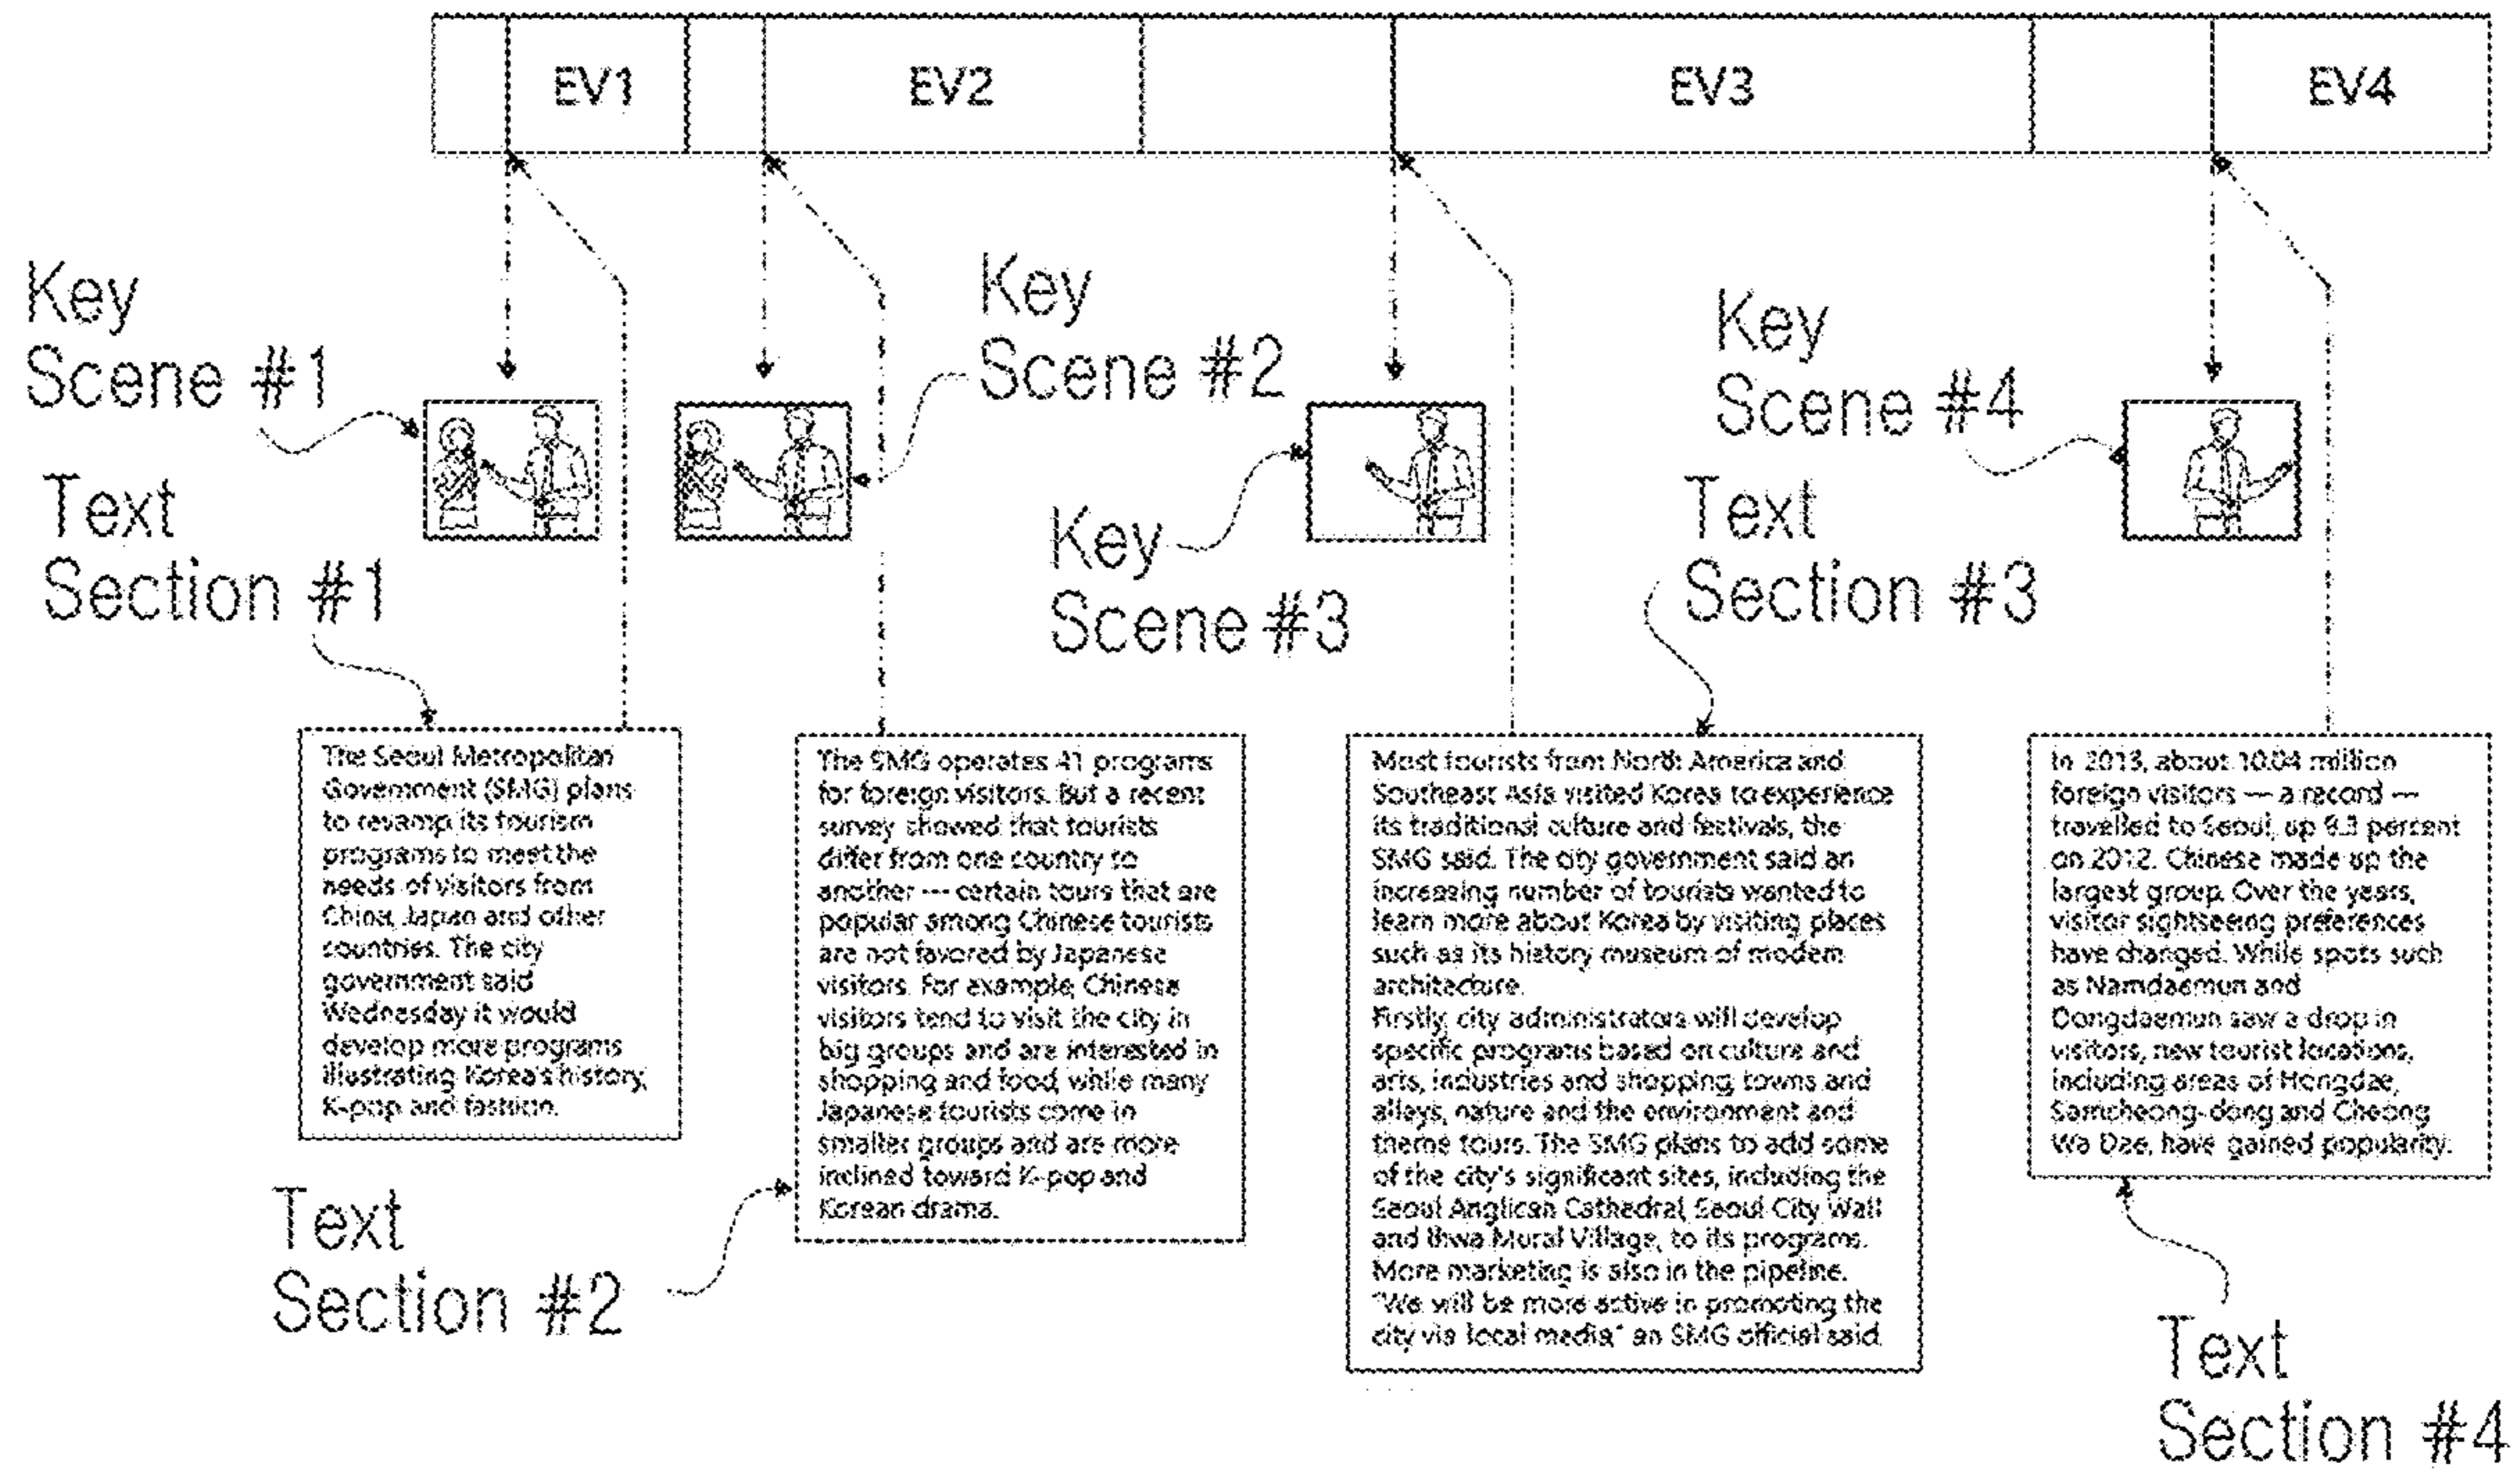 EV1
EV2
EV3
EV4
Key
Scene #1
Key
Scene #2
Key
Scene #3
Key
Scene #4
Text
Section #1
Text
Section #3
The Seoul Metropolitan
Government (SMG) plans
to revamp its tourism
programs to meet the
needs of visitors from
China, Japan and other
countries. The city
government said
Wednesday it would
develop more programs
illustrating Korea's history,
K-pop and fashion.
Text
Section #2
The SMG operates 41 programs
for foreign visitors. But a recent
survey showed that tourists
differ from one country to
another --- certain tours that are
popular among Chinese tourists
are not favored by Japanese
visitors. For example, Chinese
visitors tend to visit the city in
big groups and are interested in
shopping and food, while many
Japanese tourists come in
smaller groups and are more
inclined toward K-pop and
Korean drama.
Most tourists from North America and
Southeast Asia visited Korea to experience
its traditional culture and festivals, the
SMG said. The city government said an
increasing number of tourists wanted to
learn more about Korea by visiting places
such as its history museum of modern
architecture.
Firstly, city administrators will develop
specific programs based on culture and
arts, industries and shopping, towns and
alleys, nature and the environment and
theme tours. The SMG plans to add some
of the city's significant sites, including the
Seoul Anglican Cathedral, Seoul City Wall
and Ihwa Mural Village, to its programs.
More marketing is also in the pipeline.
"We will be more active in promoting the
city via local media" an SMG official said.
In 2013, about 10.04 million
foreign visitors — a record —
travelled to Seoul, up 9.3 percent
on 2012. Chinese made up the
largest group. Over the years,
visitor sightseeing preferences
have changed. While spots such
as Namdaemun and
Dongdaemun saw a drop in
visitors, new tourist locations,
including areas of Hongdae,
Samcheong-dong and Cheong
Wa Dae, have gained popularity.
Text
Section #4